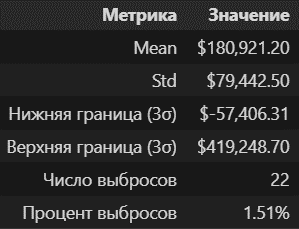 Метрика Значение
Mean $180,921.20
Std $79,442.50
Нижняя граница (3σ) $-57,406.31
Верхняя граница (3σ) $419,248.70
Число выбросов 22
Процент выбросов 1.51%